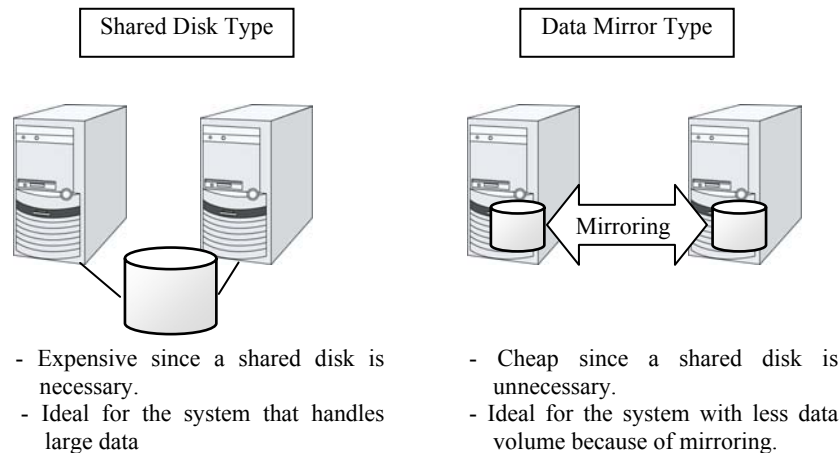 Shared Disk Type
- Expensive since a shared disk is
necessary.
- Ideal for the system that handles
large data
Data Mirror Type
Mirroring
- Cheap since a shared disk is
unnecessary.
- Ideal for the system with less data
volume because of mirroring.